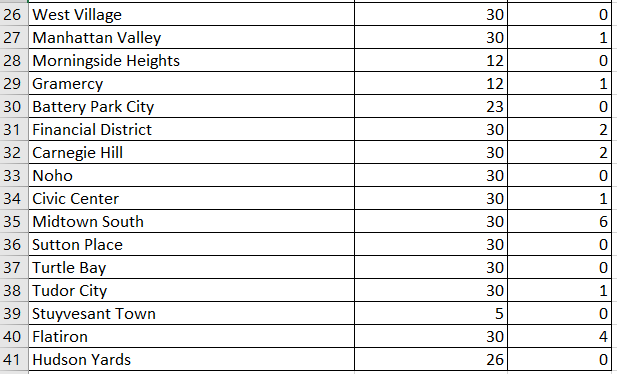 26 West Village 30 0
27 Manhattan Valley 30 1
28 Morningside Heights 12 0
29 Gramercy 12 1
30 Battery Park City 23 0
31 Financial District 30 2
32 Carnegie Hill 30 2
33 Noho 30 0
34 Civic Center 30 1
35 Midtown South 30 6
36 Sutton Place 30 0
37 Turtle Bay 30 0
38 Tudor City 30 1
39 Stuyvesant Town 5 0
40 Flatiron 30 4
41 Hudson Yards 26 0